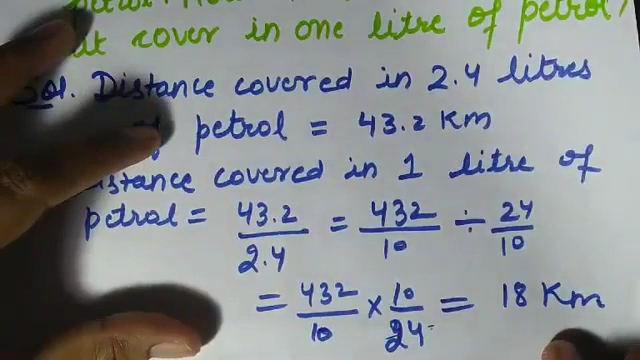 it cover in one litre of petrol?
Sol. Distance covered in 2.4 litres
of petrol = 43.2 Km
Distance covered in 1 litre of
petrol = 43.2/2.4 = 432/10 ÷ 24/10
= 432/10 × 10/24 = 18 Km